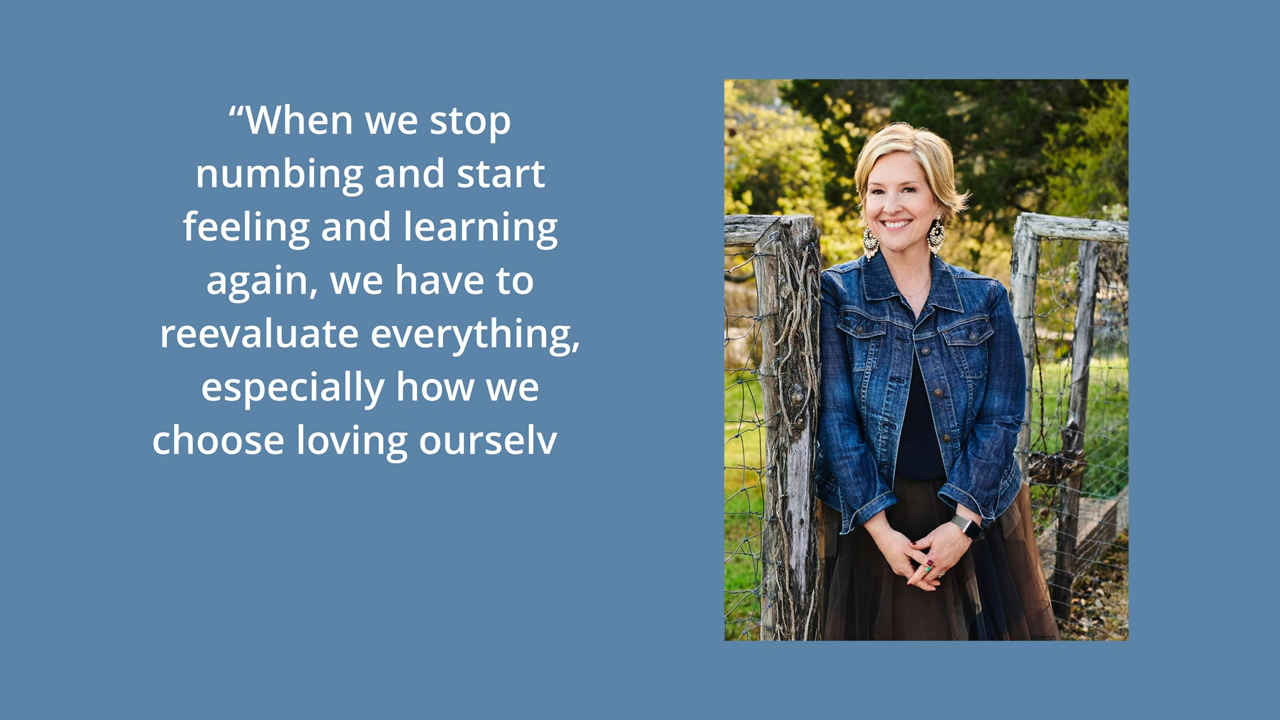 “When we stop
numbing and start
feeling and learning
again, we have to
reevaluate everything,
especially how we
choose loving ourselv